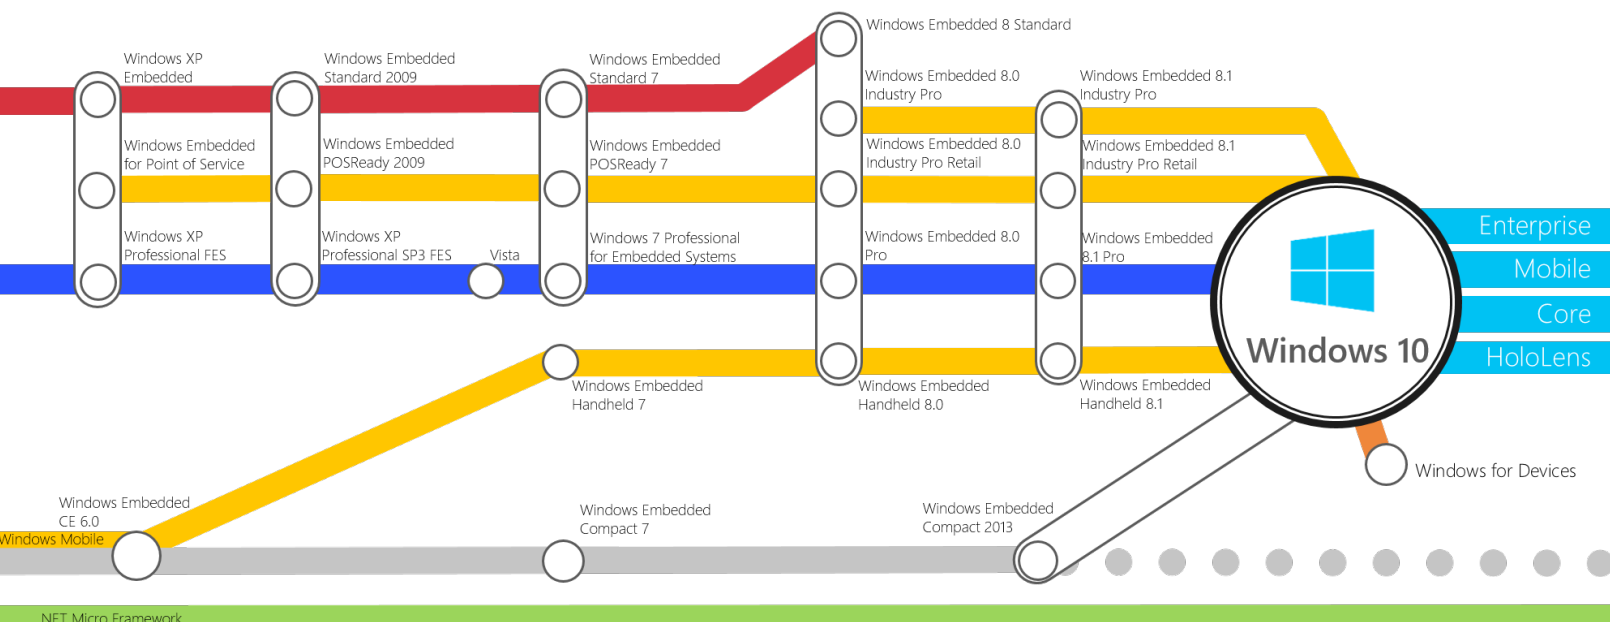 Windows Embedded 8 Standard
Windows XP
Embedded
Windows Embedded
Standard 2009
Windows Embedded
Standard 7
Windows Embedded 8.0
Industry Pro
Windows Embedded 8.1
Industry Pro
Windows Embedded
for Point of Service
Windows Embedded
POSReady 2009
Windows Embedded
POSReady 7
Windows Embedded 8.0
Industry Pro Retail
Windows Embedded 8.1
Industry Pro Retail
Windows XP
Professional FES
Windows XP
Professional SP3 FES
Vista
Windows 7 Professional
for Embedded Systems
Windows Embedded 8.0
Pro
Windows Embedded
8.1 Pro
Enterprise
Mobile
Core
HoloLens
Windows 10
Windows Embedded
Handheld 7
Windows Embedded
Handheld 8.0
Windows Embedded
Handheld 8.1
Windows for Devices
Windows Embedded
CE 6.0
Windows Mobile
Windows Embedded
Compact 7
Windows Embedded
Compact 2013
.NET Micro Framework